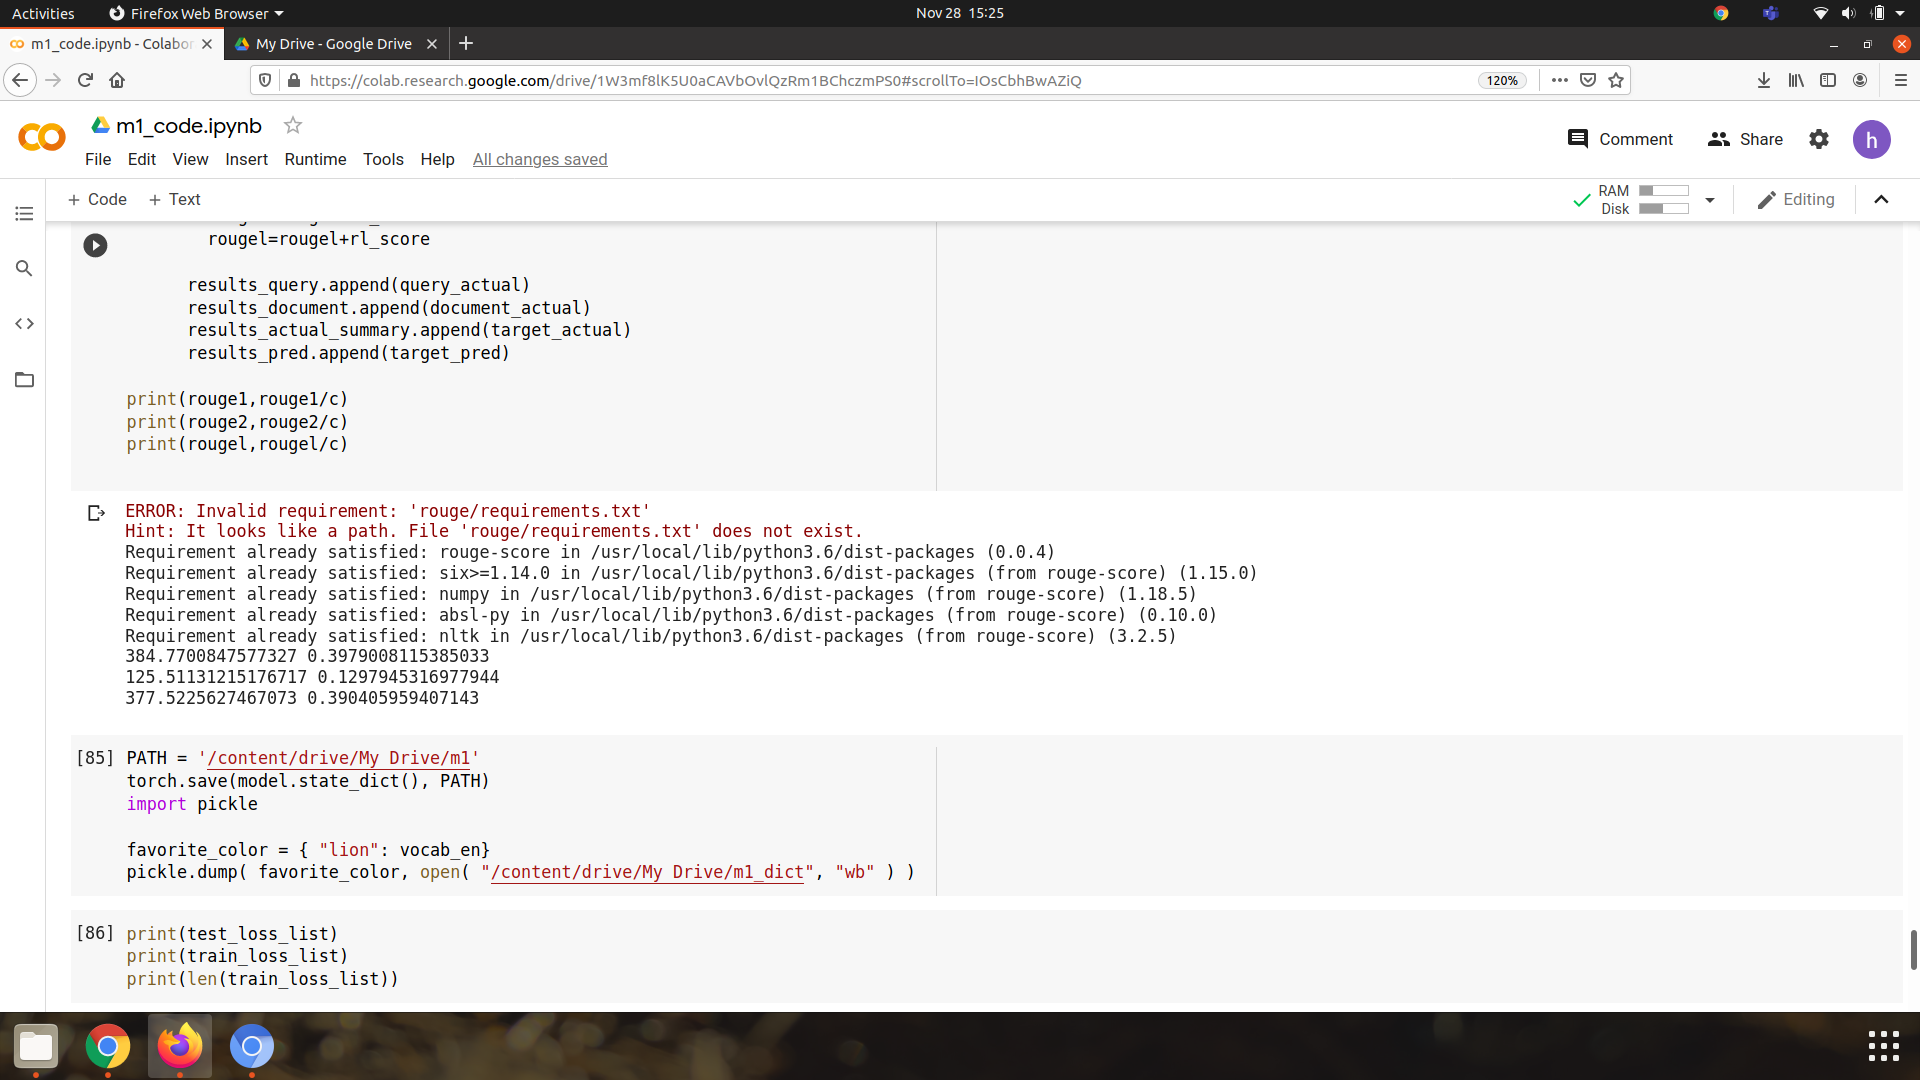 Activities Firefox Web Browser Nov 28 15:25
m1_code.ipynb - Colabor My Drive - Google Drive
https://colab.research.google.com/drive/1W3mf8lK5U0aCAVbOvlQzRm1BChczmPS0#scrollTo=IOsCbhBwAZiQ 120%
m1_code.ipynb
Comment Share h
File Edit View Insert Runtime Tools Help All changes saved
+ Code + Text RAM Disk Editing
rougel=rougel+rl_score
results_query.append(query_actual)
results_document.append(document_actual)
results_actual_summary.append(target_actual)
results_pred.append(target_pred)
print(rouge1,rouge1/c)
print(rouge2,rouge2/c)
print(rougel,rougel/c)
ERROR: Invalid requirement: 'rouge/requirements.txt'
Hint: It looks like a path. File 'rouge/requirements.txt' does not exist.
Requirement already satisfied: rouge-score in /usr/local/lib/python3.6/dist-packages (0.0.4)
Requirement already satisfied: six>=1.14.0 in /usr/local/lib/python3.6/dist-packages (from rouge-score) (1.15.0)
Requirement already satisfied: numpy in /usr/local/lib/python3.6/dist-packages (from rouge-score) (1.18.5)
Requirement already satisfied: absl-py in /usr/local/lib/python3.6/dist-packages (from rouge-score) (0.10.0)
Requirement already satisfied: nltk in /usr/local/lib/python3.6/dist-packages (from rouge-score) (3.2.5)
384.7700847577327 0.3979008115385033
125.51131215176717 0.1297945316977944
377.5225627467073 0.390405959407143
[85] PATH = '/content/drive/My Drive/m1'
torch.save(model.state_dict(), PATH)
import pickle
favorite_color = { "lion": vocab_en}
pickle.dump( favorite_color, open( "/content/drive/My Drive/m1_dict", "wb" ) )
[86] print(test_loss_list)
print(train_loss_list)
print(len(train_loss_list))